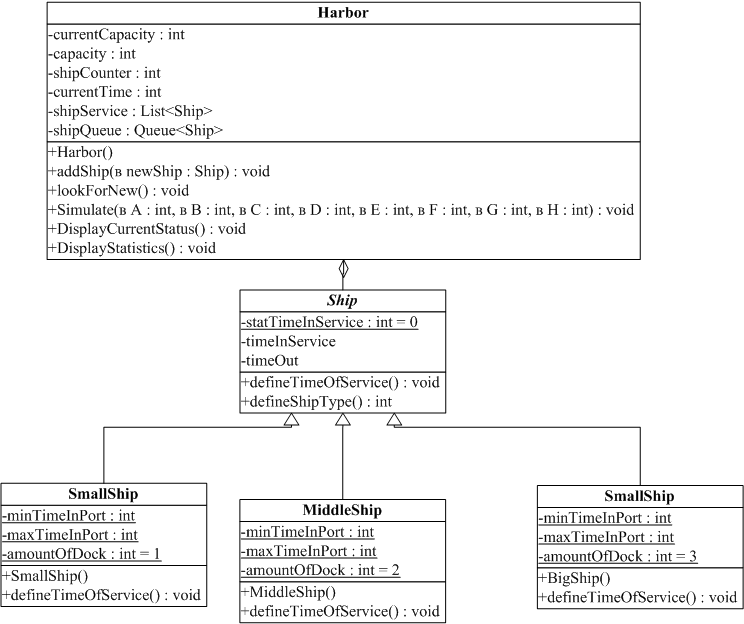 Harbor
-currentCapacity : int
-capacity : int
-shipCounter : int
-currentTime : int
-shipService : List<Ship>
-shipQueue : Queue<Ship>
+Harbor()
+addShip(в newShip : Ship) : void
+lookForNew() : void
+Simulate(в A : int, в B : int, в C : int, в D : int, в E : int, в F : int, в G : int, в H : int) : void
+DisplayCurrentStatus() : void
+DisplayStatistics() : void
Ship
-statTimeInService : int = 0
-timeInService
-timeOut
+defineTimeOfService() : void
+defineShipType() : int
SmallShip
-minTimeInPort : int
-maxTimeInPort : int
-amountOfDock : int = 1
+SmallShip()
+defineTimeOfService() : void
MiddleShip
-minTimeInPort : int
-maxTimeInPort : int
-amountOfDock : int = 2
+MiddleShip()
+defineTimeOfService() : void
SmallShip
-minTimeInPort : int
-maxTimeInPort : int
-amountOfDock : int = 3
+BigShip()
+defineTimeOfService() : void